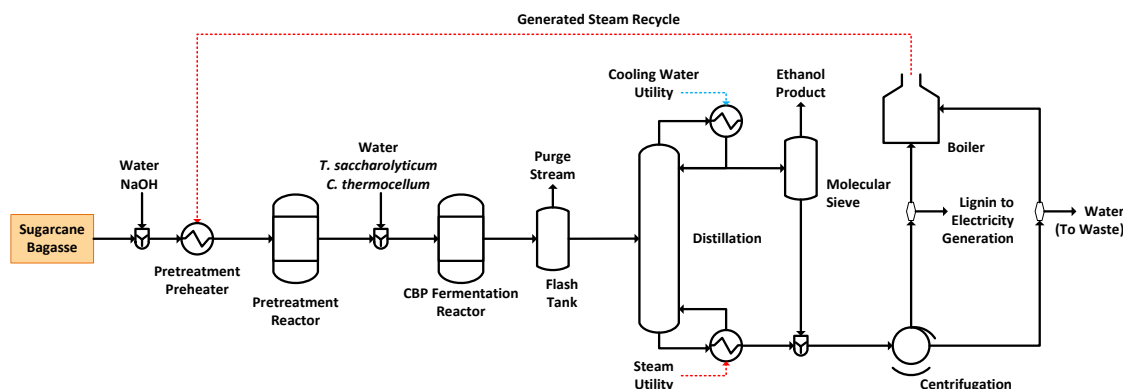 Generated Steam Recycle
Cooling Water
Utility
Ethanol
Product
Water
NaOH
Water
T. saccharolyticum
C. thermocellum
Purge
Stream
Boiler
Molecular
Sieve
Lignin to
Electricity
Generation
Water
(To Waste)
Sugarcane
Bagasse
Distillation
Pretreatment
Preheater
Pretreatment
Reactor
CBP Fermentation
Reactor
Flash
Tank
Steam
Utility
Centrifugation